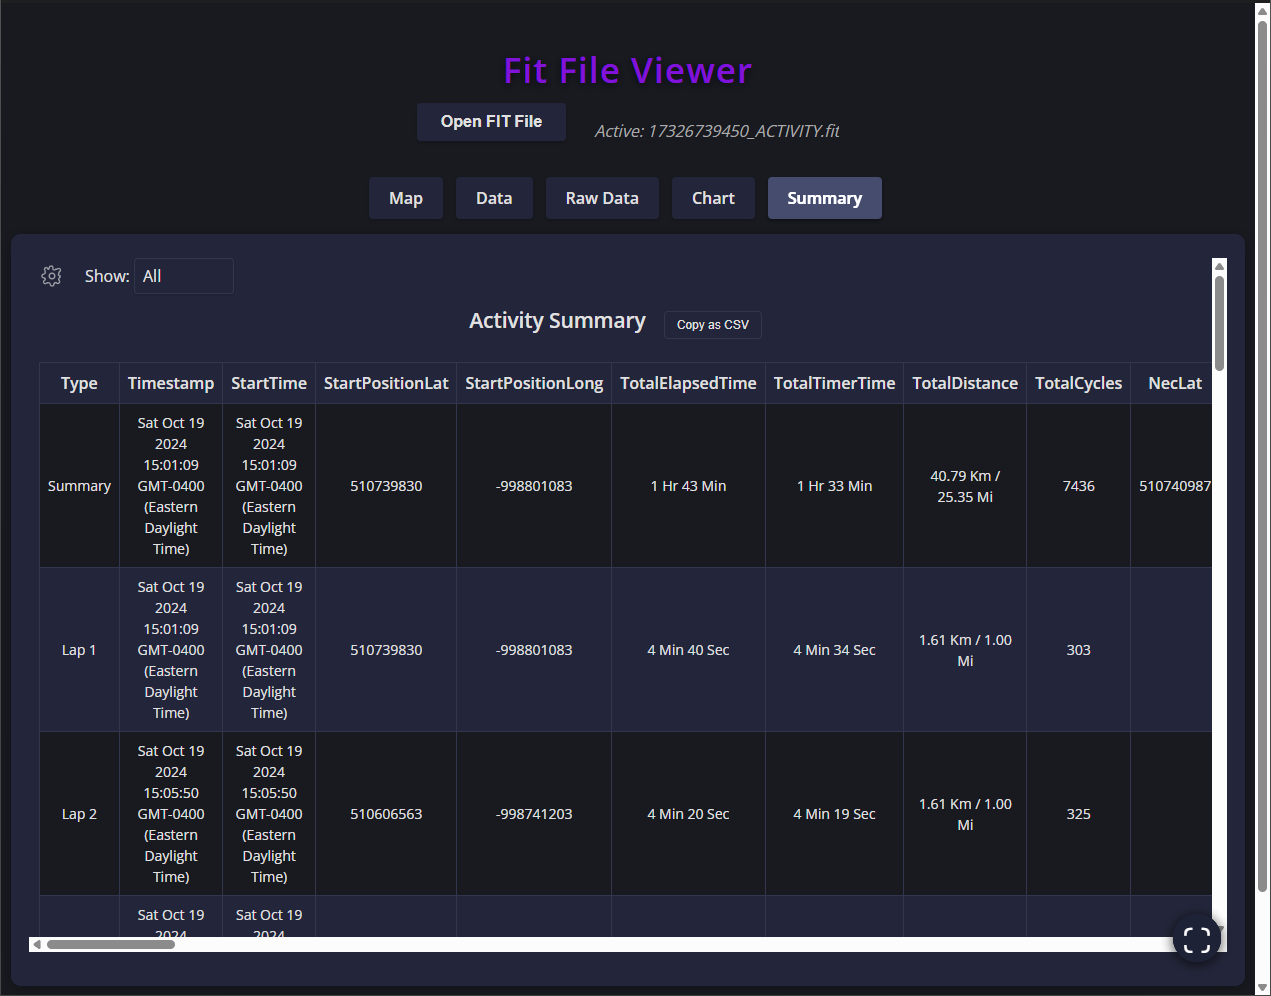 Fit File Viewer
Open FIT File
Active: 17326739450_ACTIVITY.fit
Map Data Raw Data Chart Summary
Show: All
Activity Summary Copy as CSV
Type Timestamp StartTime StartPositionLat StartPositionLong TotalElapsedTime TotalTimerTime TotalDistance TotalCycles NecLat
Summary
Sat Oct 19
2024
15:01:09
GMT-0400
(Eastern
Daylight
Time)
Sat Oct 19
2024
15:01:09
GMT-0400
(Eastern
Daylight
Time)
510739830
-998801083
1 Hr 43 Min
1 Hr 33 Min
40.79 Km /
25.35 Mi
7436
510740987
Lap 1
Sat Oct 19
2024
15:01:09
GMT-0400
(Eastern
Daylight
Time)
Sat Oct 19
2024
15:01:09
GMT-0400
(Eastern
Daylight
Time)
510739830
-998801083
4 Min 40 Sec
4 Min 34 Sec
1.61 Km / 1.00
Mi
303
Lap 2
Sat Oct 19
2024
15:05:50
GMT-0400
(Eastern
Daylight
Time)
Sat Oct 19
2024
15:05:50
GMT-0400
(Eastern
Daylight
Time)
510606563
-998741203
4 Min 20 Sec
4 Min 19 Sec
1.61 Km / 1.00
Mi
325
Sat Oct 19
2024
Sat Oct 19
2024